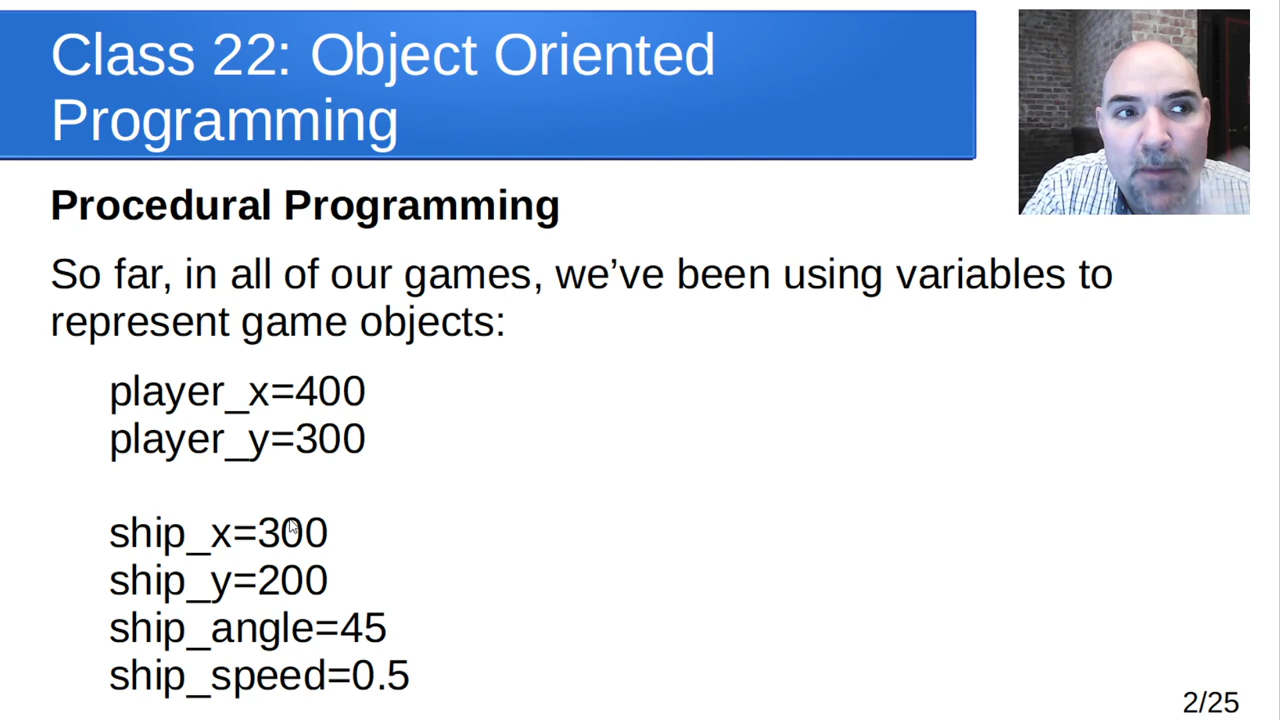 Class 22: Object Oriented
Programming
Procedural Programming
So far, in all of our games, we’ve been using variables to
represent game objects:
player_x=400
player_y=300
ship_x=300
ship_y=200
ship_angle=45
ship_speed=0.5
2/25